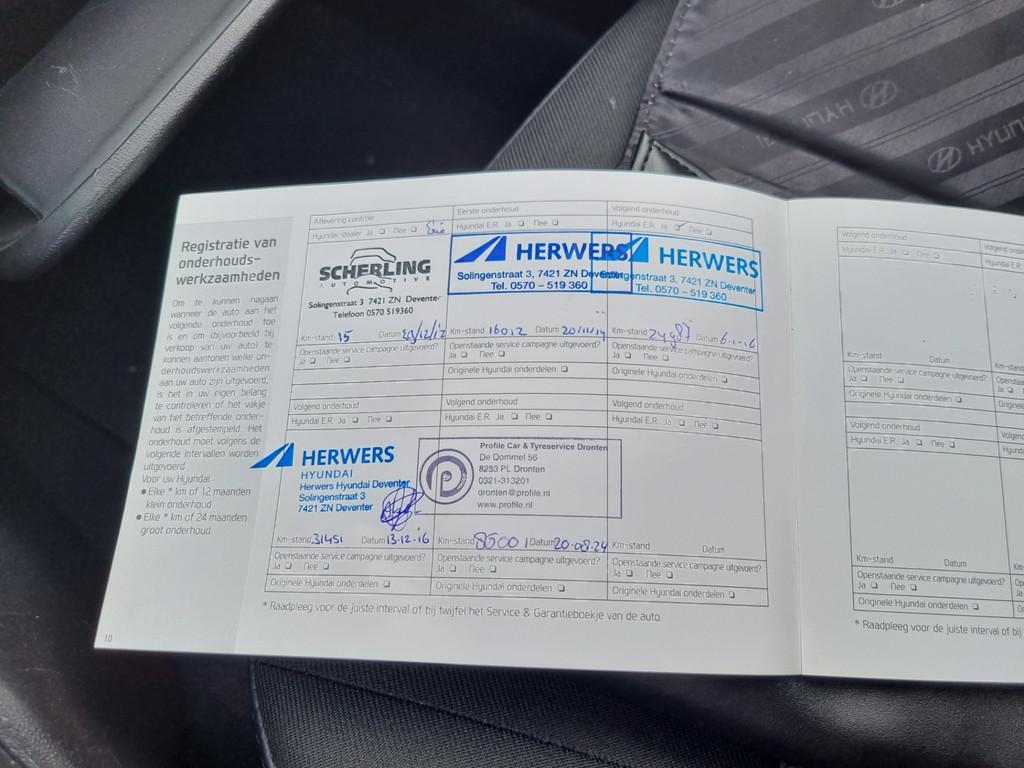 Registratie van
onderhouds-
werkzaamheden
Om te kunnen nagaan
wanneer de auto aan het
volgende onderhoud toe
is en om (bijvoorbeeld bij
verkoop van uw auto) te
kunnen aantonen welke on-
derhoudswerkzaamheden
aan uw auto zijn uitgevoerd,
is het in uw eigen belang
te controleren of het vakje
van het betreffende onder-
houd is afgestempeld. Het
onderhoud moet volgens de
volgende intervallen worden
uitgevoerd.
Voor uw Hyundai:
● Elke * km of 12 maanden
klein onderhoud
● Elke * km of 24 maanden
groot onderhoud
10
Aflevering controle
Hyundai-dealer Ja ❑ Nee ❑
SCHERLING
AUTOMOTIVE
Solingenstraat 3 7421 ZN Deventer
Telefoon 0570 519360
Km-stand 15 Datum 20/12/12
Openstaande service campagne uitgevoerd?
Ja ❑ Nee ❑
Eerste onderhoud
Hyundai E.R. Ja ❑ Nee ❑
HERWERS
Solingenstraat 3, 7421 ZN Deventer
Tel. 0570 - 519 360
Km-stand 16012 Datum 20/11/14
Openstaande service campagne uitgevoerd?
Ja ❑ Nee ❑
Originele Hyundai onderdelen ❑
Volgend onderhoud
Hyundai E.R. Ja ❑ Nee ❑
HERWERS
Solingenstraat 3, 7421 ZN Deventer
Tel. 0570 - 519 360
Km-stand 24987 Datum 6-1-16
Openstaande service campagne uitgevoerd?
Ja ❑ Nee ❑
Originele Hyundai onderdelen ❑
Volgend onderhoud
Hyundai E.R. Ja ❑ Nee ❑
HERWERS
HYUNDAI
Herwers Hyundai Deventer
Solingenstraat 3
7421 ZN Deventer
Km-stand 31451 Datum 13-12-16
Openstaande service campagne uitgevoerd?
Ja ❑ Nee ❑
Originele Hyundai onderdelen ❑
Volgend onderhoud
Hyundai E.R. Ja ❑ Nee ❑
Profile Car & Tyreservice Dronten
De Dommel 56
8253 PL Dronten
0321-313201
dronten@profile.nl
www.profile.nl
Km-stand 85001 Datum 20-08-24
Openstaande service campagne uitgevoerd?
Ja ❑ Nee ❑
Originele Hyundai onderdelen ❑
Volgend onderhoud
Hyundai E.R. Ja ❑ Nee ❑
Km-stand Datum
Openstaande service campagne uitgevoerd?
Ja ❑ Nee ❑
Originele Hyundai onderdelen ❑
* Raadpleeg voor de juiste interval of bij twijfel het Service & Garantieboekje van de auto.
Volgend onderhoud
Hyundai E.R. Ja ❑ Nee ❑
Km-stand Datum
Openstaande service campagne uitgevoerd?
Ja ❑ Nee ❑
Originele Hyundai onderdelen ❑
Volgend onderhoud
Hyundai E.R. Ja ❑ Nee ❑
Km-stand Datum
Openstaande service campagne uitgevoerd?
Ja ❑ Nee ❑
Originele Hyundai onderdelen ❑
* Raadpleeg voor de juiste interval of bij
HYUNDAI